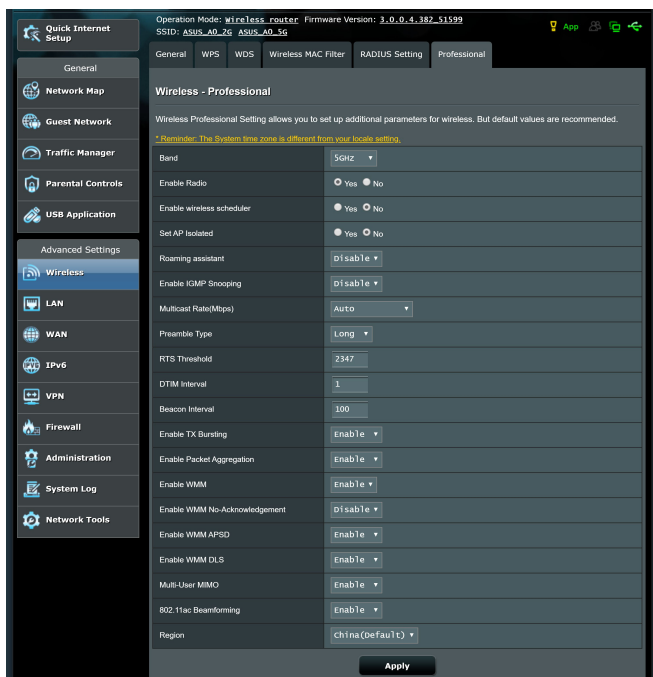 Quick Internet
Setup
General
Network Map
Guest Network
Traffic Manager
Parental Controls
USB Application
Advanced Settings
Wireless
LAN
WAN
IPv6
VPN
Firewall
Administration
System Log
Network Tools
Operation Mode: Wireless router Firmware Version: 3.0.0.4.382_51599
SSID: ASUS_A0_2G ASUS_A0_5G
App
General WPS WDS Wireless MAC Filter RADIUS Setting Professional
Wireless - Professional
Wireless Professional Setting allows you to set up additional parameters for wireless. But default values are recommended.
* Reminder: The System time zone is different from your locale setting.
Band 5GHz
Enable Radio Yes No
Enable wireless scheduler Yes No
Set AP Isolated Yes No
Roaming assistant Disable
Enable IGMP Snooping Disable
Multicast Rate(Mbps) Auto
Preamble Type Long
RTS Threshold 2347
DTIM Interval 1
Beacon Interval 100
Enable TX Bursting Enable
Enable Packet Aggregation Enable
Enable WMM Enable
Enable WMM No-Acknowledgement Disable
Enable WMM APSD Enable
Enable WMM DLS Enable
Multi-User MIMO Enable
802.11ac Beamforming Enable
Region China(Default)
Apply